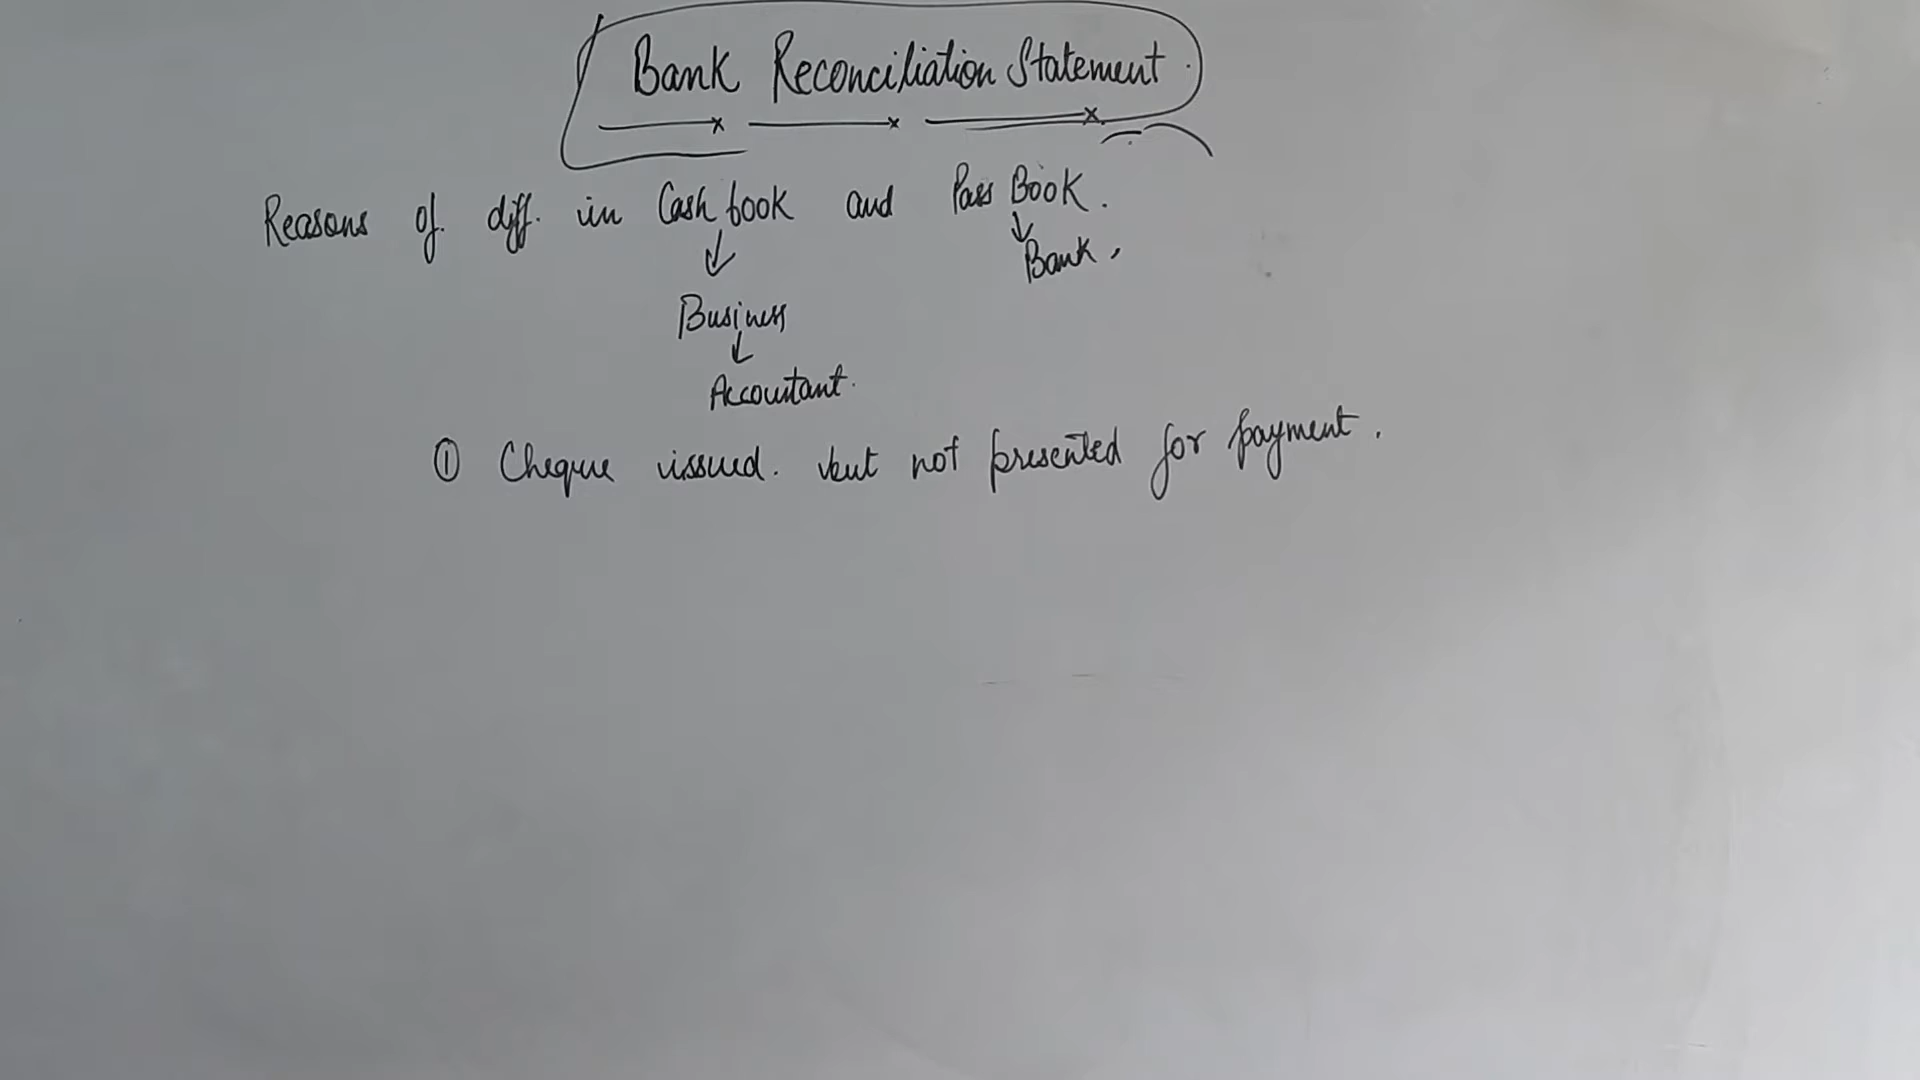 Bank Reconciliation Statement.
Reasons of diff. in Cash book and Pass Book.
Bank,
Business
Accountant.
① Cheque issued. but not presented for payment.